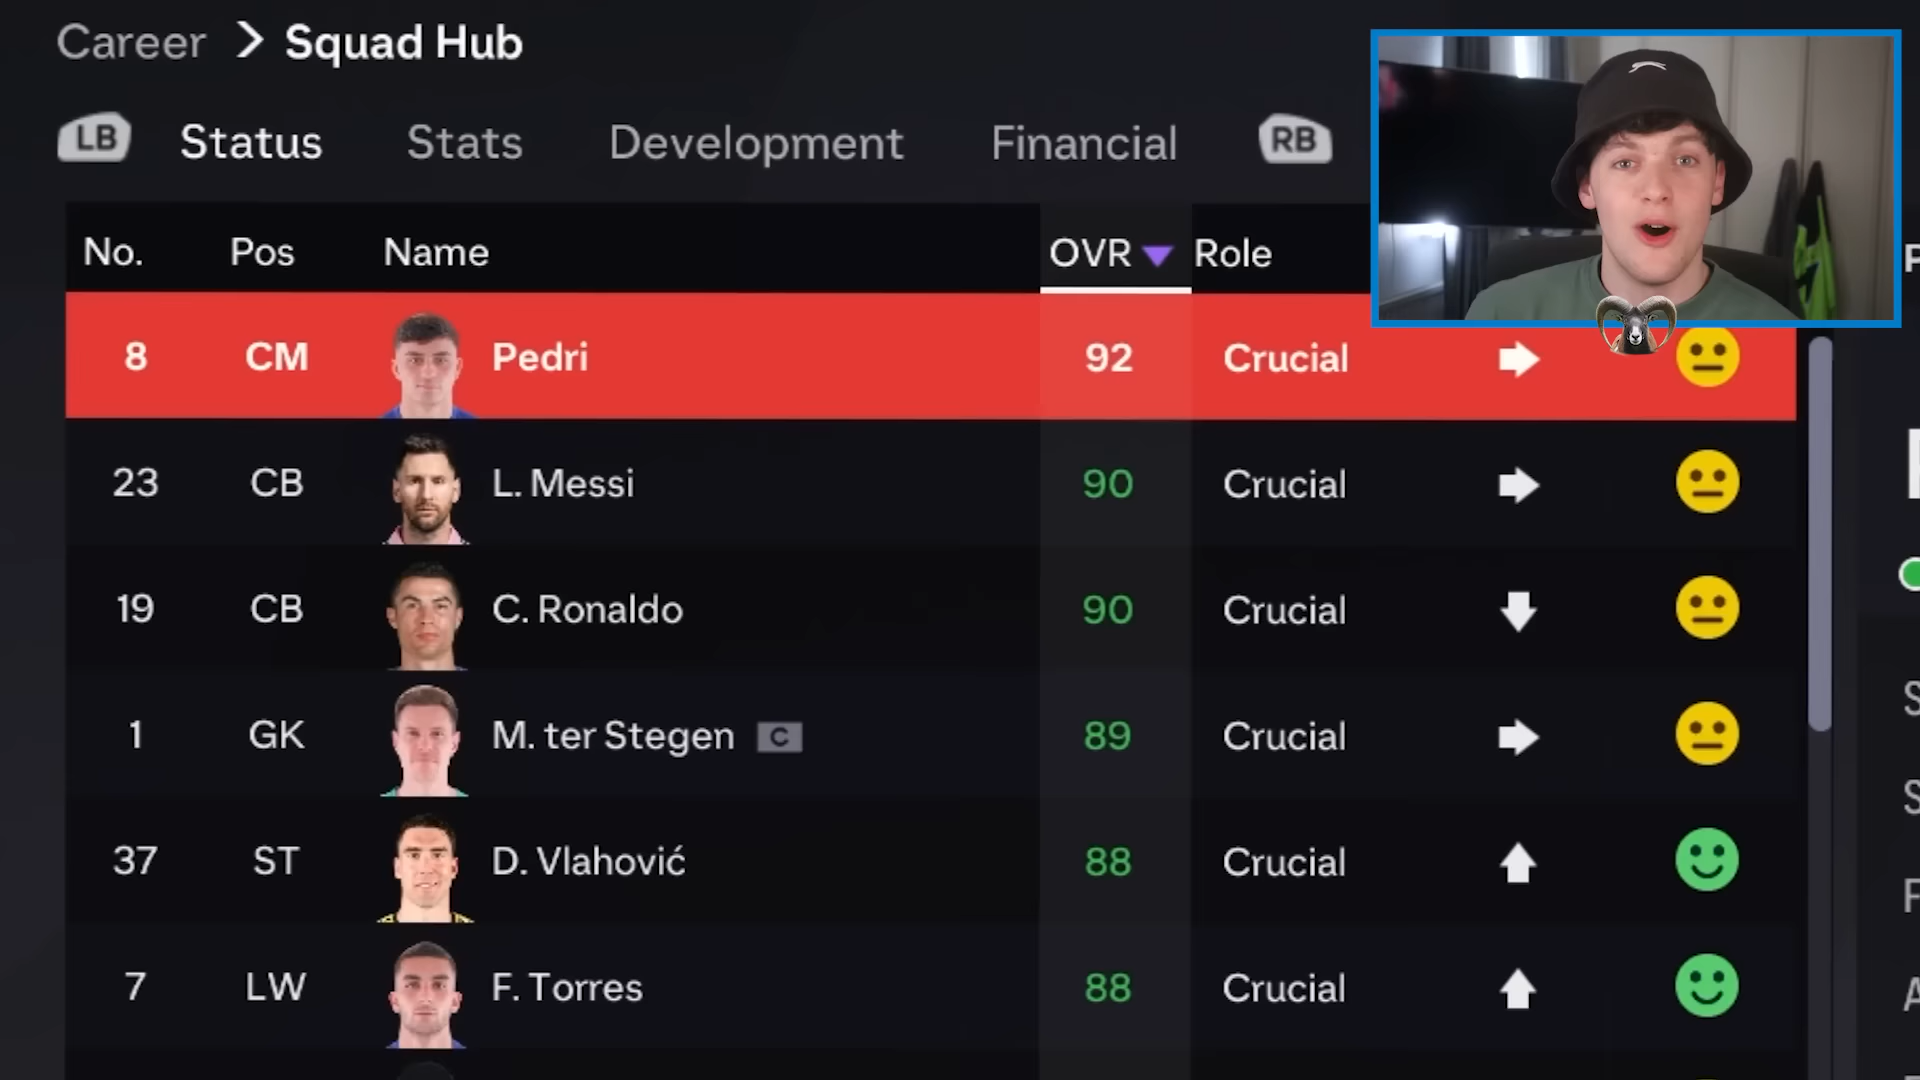 Career > Squad Hub
LB Status Stats Development Financial RB
No. Pos Name OVR Role
8 CM Pedri 92 Crucial
23 CB L. Messi 90 Crucial
19 CB C. Ronaldo 90 Crucial
1 GK M. ter Stegen C 89 Crucial
37 ST D. Vlahović 88 Crucial
7 LW F. Torres 88 Crucial